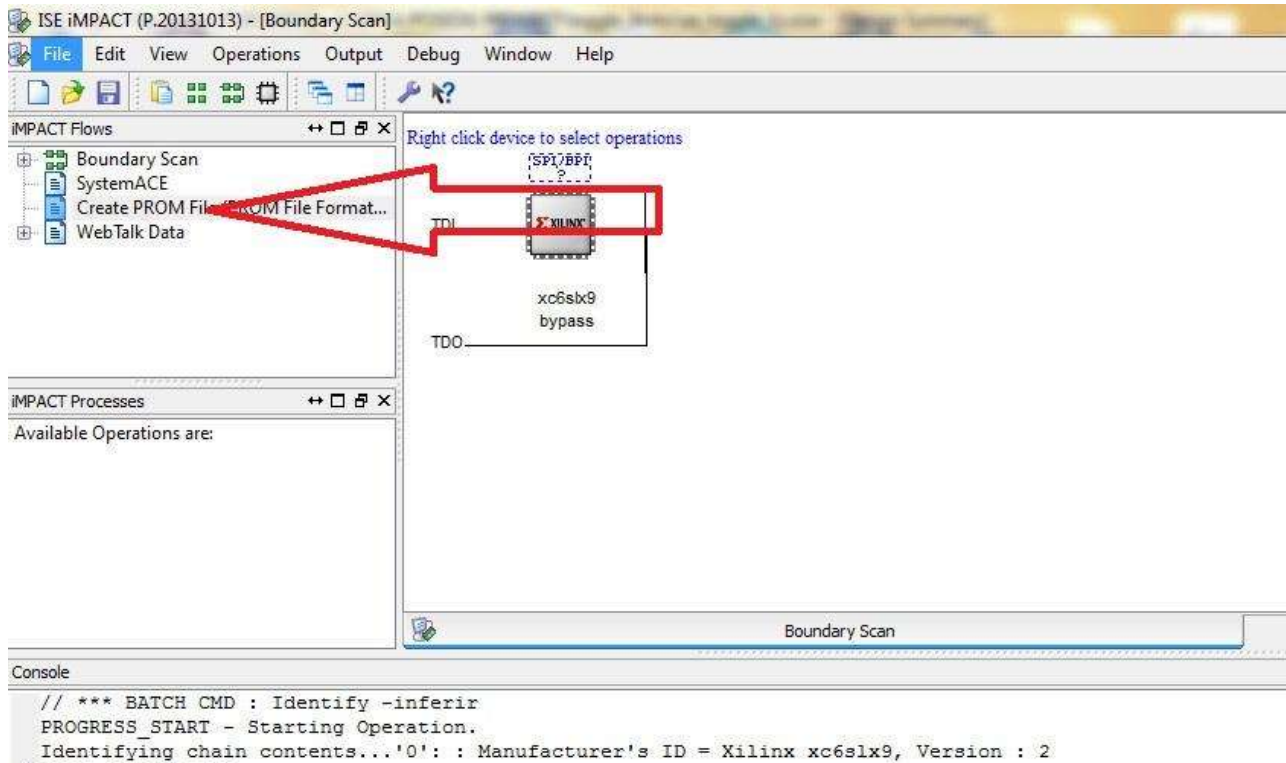 ISE iMPACT (P.20131013) - [Boundary Scan]
File Edit View Operations Output Debug Window Help
iMPACT Flows
Boundary Scan
SystemACE
Create PROM File (PROM File Format...
WebTalk Data
Right click device to select operations
SPI/BPI
?
TDI
XILINX
xc6slx9
bypass
TDO
iMPACT Processes
Available Operations are:
Boundary Scan
Console
// *** BATCH CMD : Identify -inferir
PROGRESS_START - Starting Operation.
Identifying chain contents...'0': : Manufacturer's ID = Xilinx xc6slx9, Version : 2